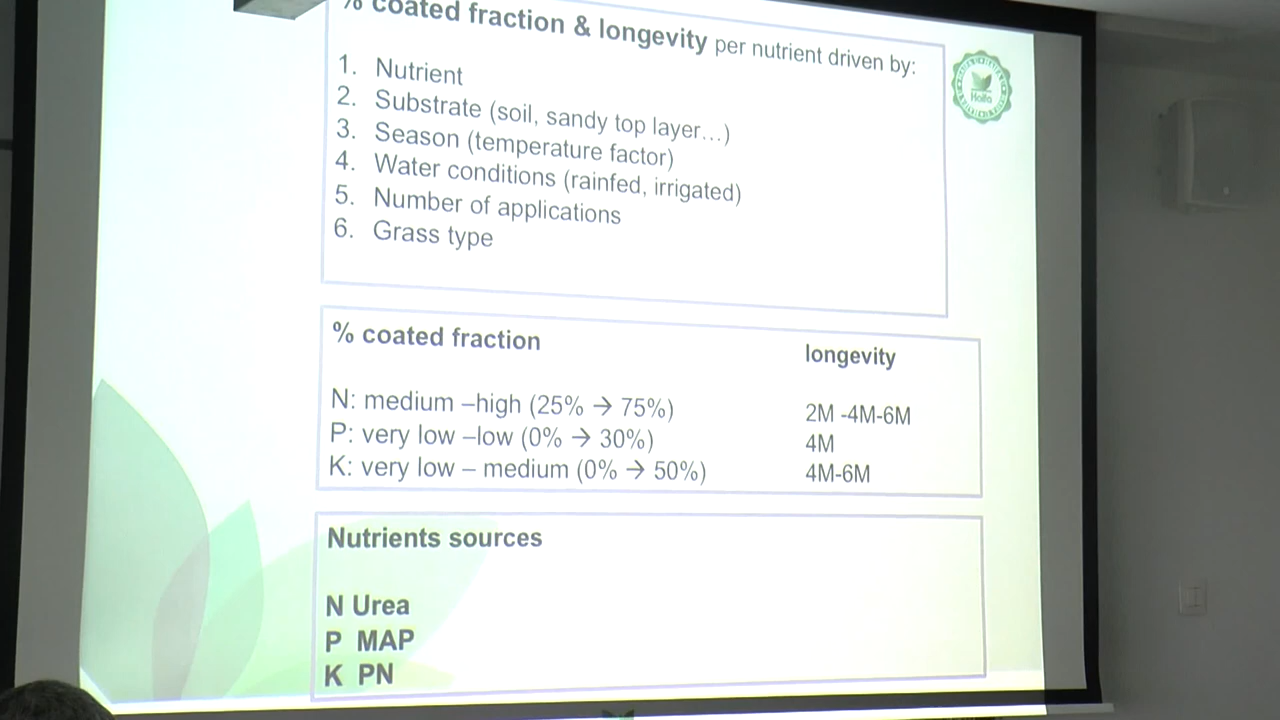 % coated fraction & longevity per nutrient driven by:
1. Nutrient
2. Substrate (soil, sandy top layer…)
3. Season (temperature factor)
4. Water conditions (rainfed, irrigated)
5. Number of applications
6. Grass type
Haifa
% coated fraction longevity
N: medium –high (25% → 75%) 2M -4M-6M
P: very low –low (0% → 30%) 4M
K: very low – medium (0% → 50%) 4M-6M
Nutrients sources
N Urea
P MAP
K PN